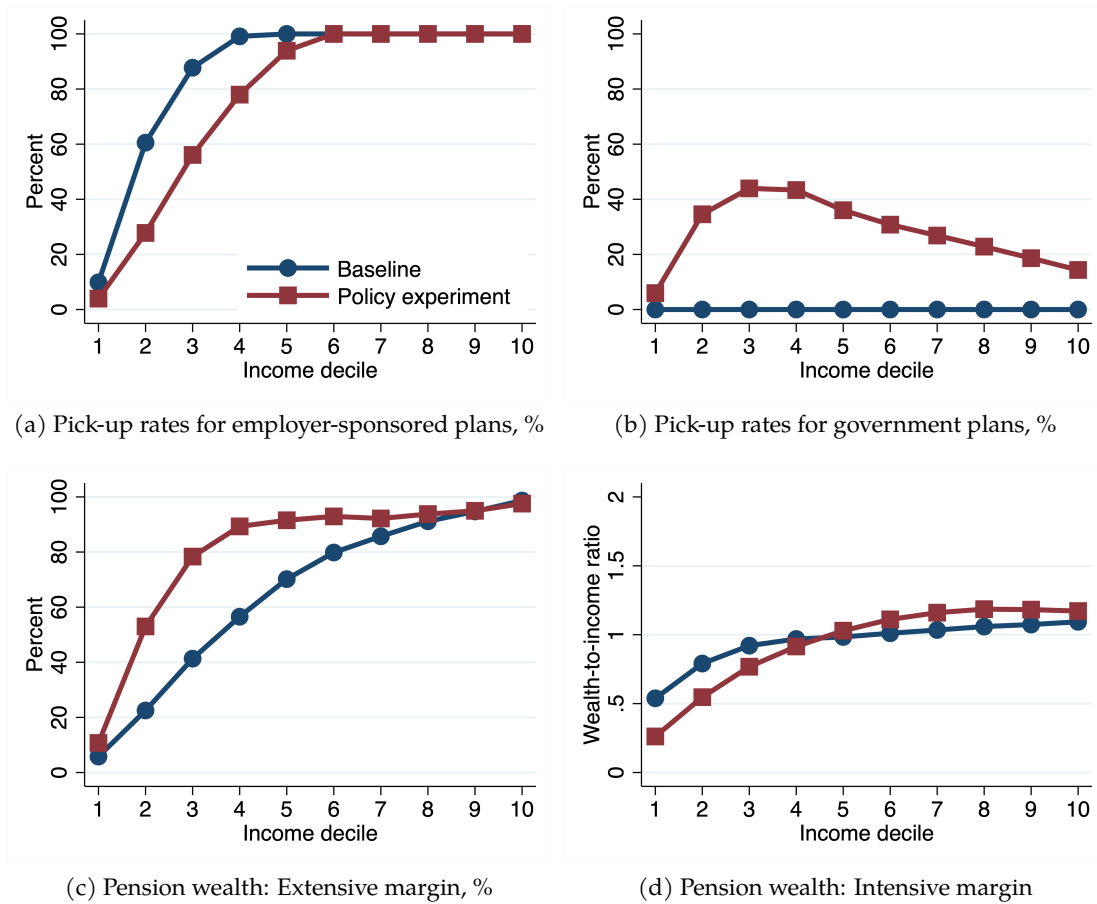 Percent
0 20 40 60 80 100
Baseline
Policy experiment
1 2 3 4 5 6 7 8 9 10
Income decile
(a) Pick-up rates for employer-sponsored plans, %
Percent
0 20 40 60 80 100
1 2 3 4 5 6 7 8 9 10
Income decile
(b) Pick-up rates for government plans, %
Percent
0 20 40 60 80 100
1 2 3 4 5 6 7 8 9 10
Income decile
(c) Pension wealth: Extensive margin, %
Wealth-to-income ratio
0 .5 1 1.5 2
1 2 3 4 5 6 7 8 9 10
Income decile
(d) Pension wealth: Intensive margin